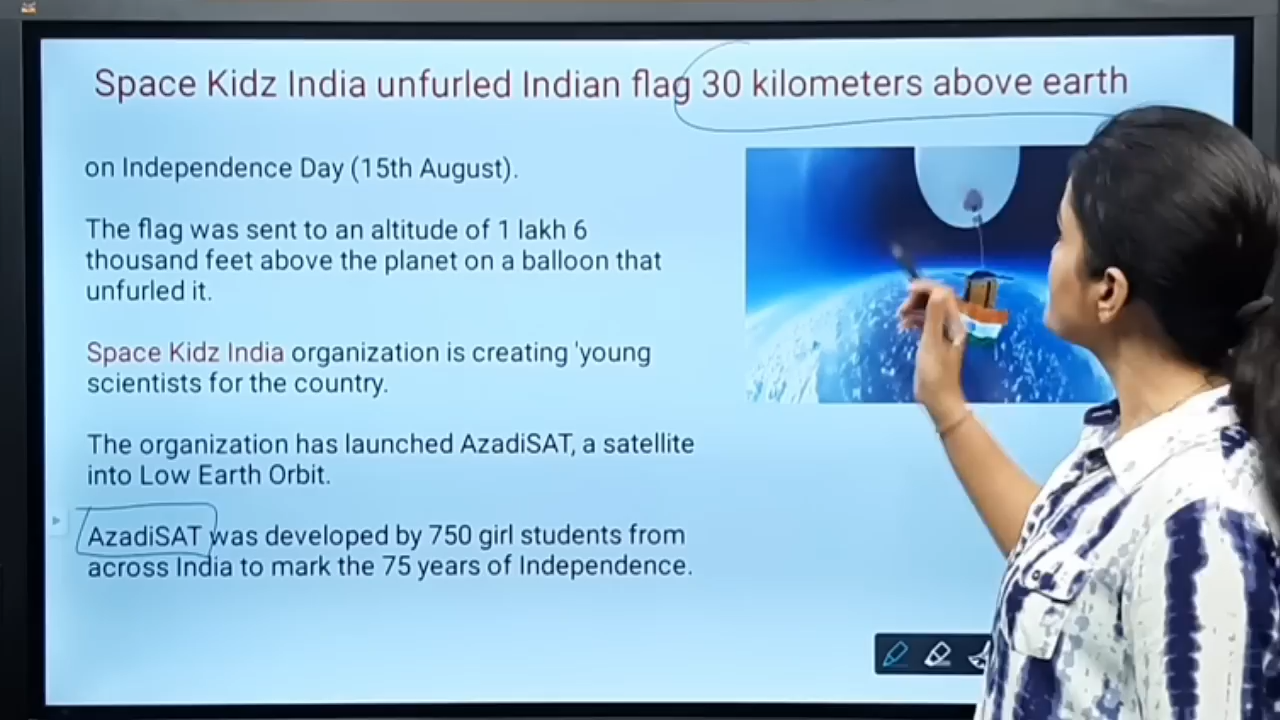 Space Kidz India unfurled Indian flag 30 kilometers above earth
on Independence Day (15th August).
The flag was sent to an altitude of 1 lakh 6
thousand feet above the planet on a balloon that
unfurled it.
Space Kidz India organization is creating 'young
scientists for the country.
The organization has launched AzadiSAT, a satellite
into Low Earth Orbit.
AzadiSAT was developed by 750 girl students from
across India to mark the 75 years of Independence.